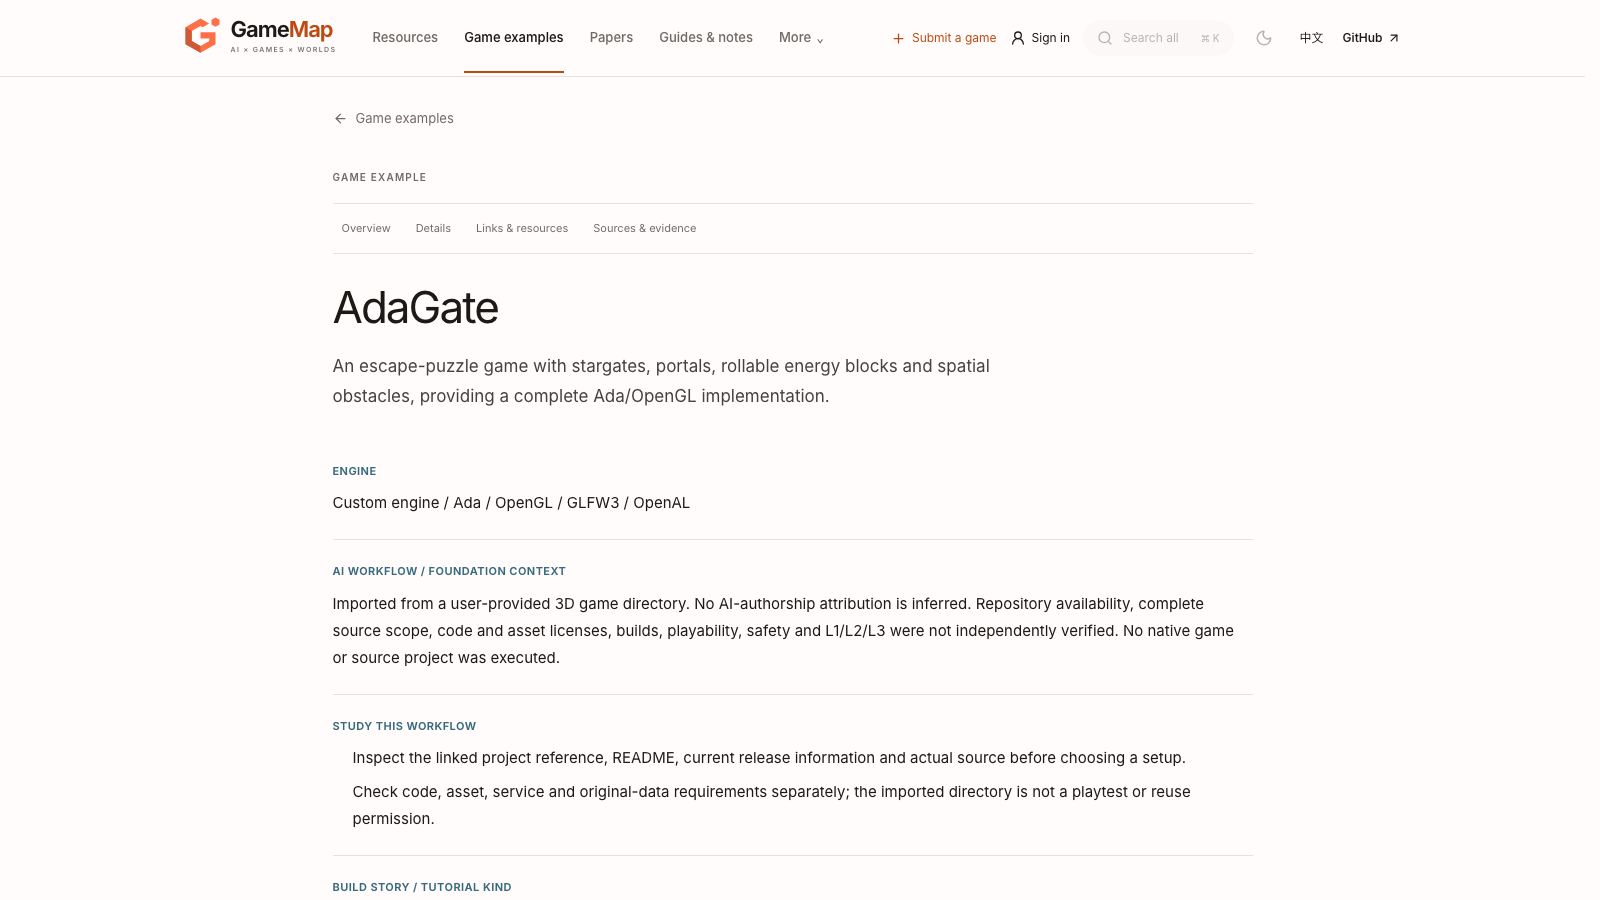 GameMap
AI × GAMES × WORLDS
Resources
Game examples
Papers
Guides & notes
More
Submit a game
Sign in
Search all
⌘ K
中文
GitHub
Game examples
GAME EXAMPLE
Overview
Details
Links & resources
Sources & evidence
AdaGate
An escape-puzzle game with stargates, portals, rollable energy blocks and spatial
obstacles, providing a complete Ada/OpenGL implementation.
ENGINE
Custom engine / Ada / OpenGL / GLFW3 / OpenAL
AI WORKFLOW / FOUNDATION CONTEXT
Imported from a user-provided 3D game directory. No AI-authorship attribution is inferred. Repository availability, complete
source scope, code and asset licenses, builds, playability, safety and L1/L2/L3 were not independently verified. No native game
or source project was executed.
STUDY THIS WORKFLOW
Inspect the linked project reference, README, current release information and actual source before choosing a setup.
Check code, asset, service and original-data requirements separately; the imported directory is not a playtest or reuse
permission.
BUILD STORY / TUTORIAL KIND